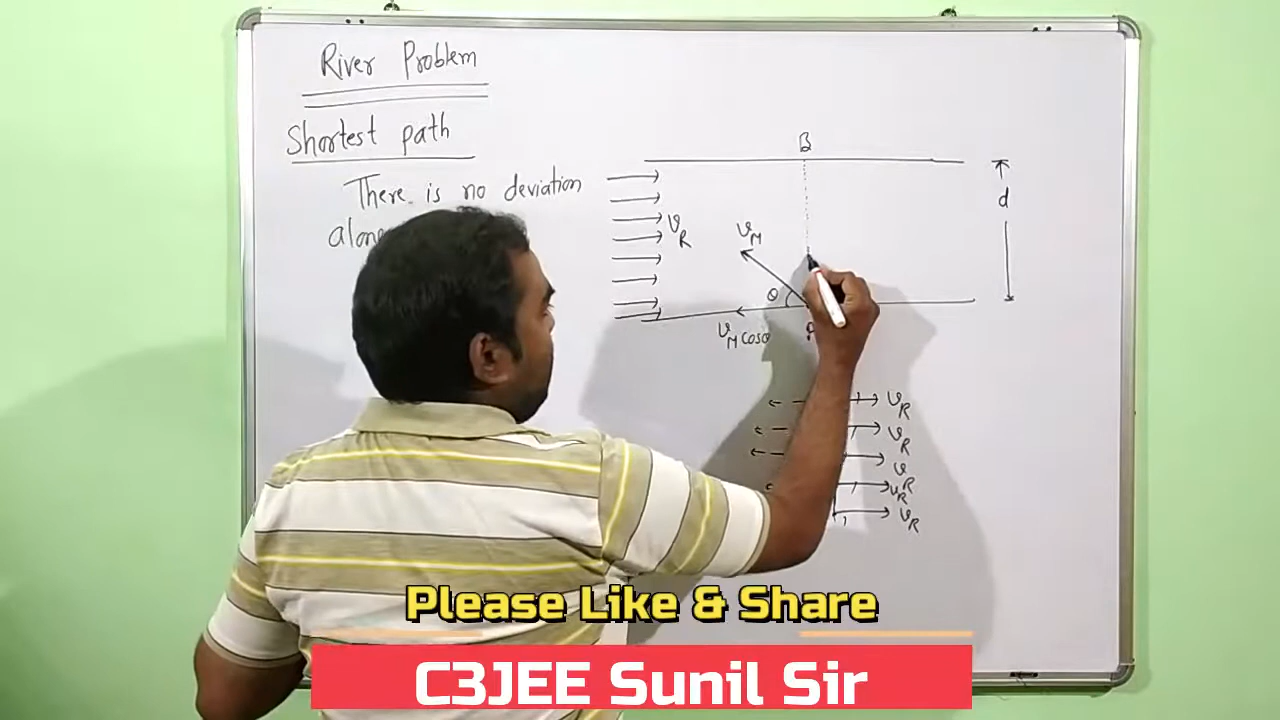 River Problem
Shortest path
There is no deviation
B
d
V_R
V_M
θ
V_M cosθ
V_R
V_R
V_R
V_R
V_R
Please Like & Share
C3JEE Sunil Sir